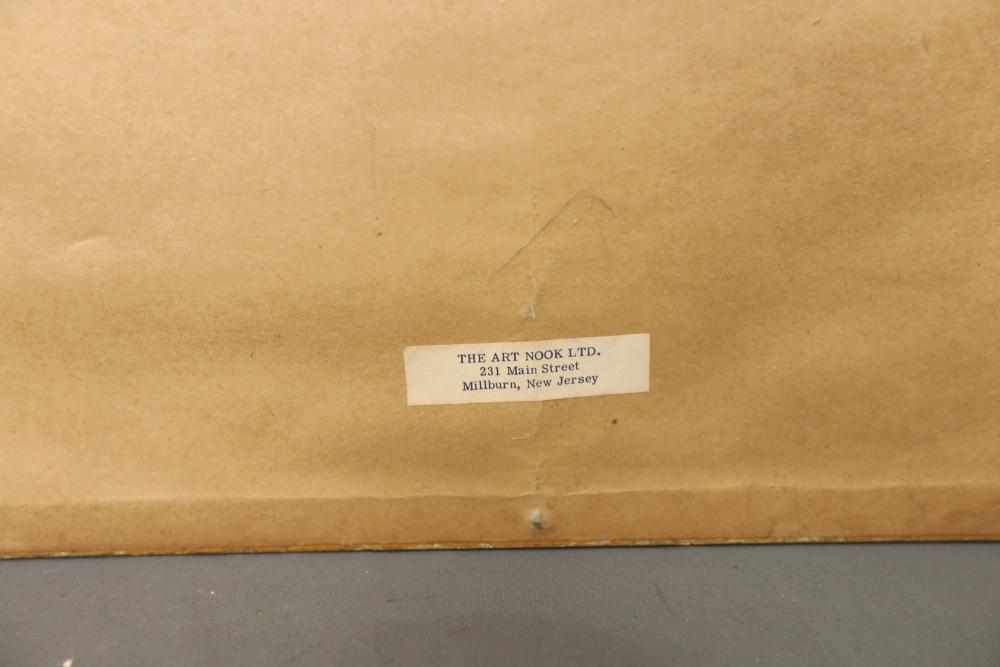 THE ART NOOK LTD.
231 Main Street
Millburn, New Jersey